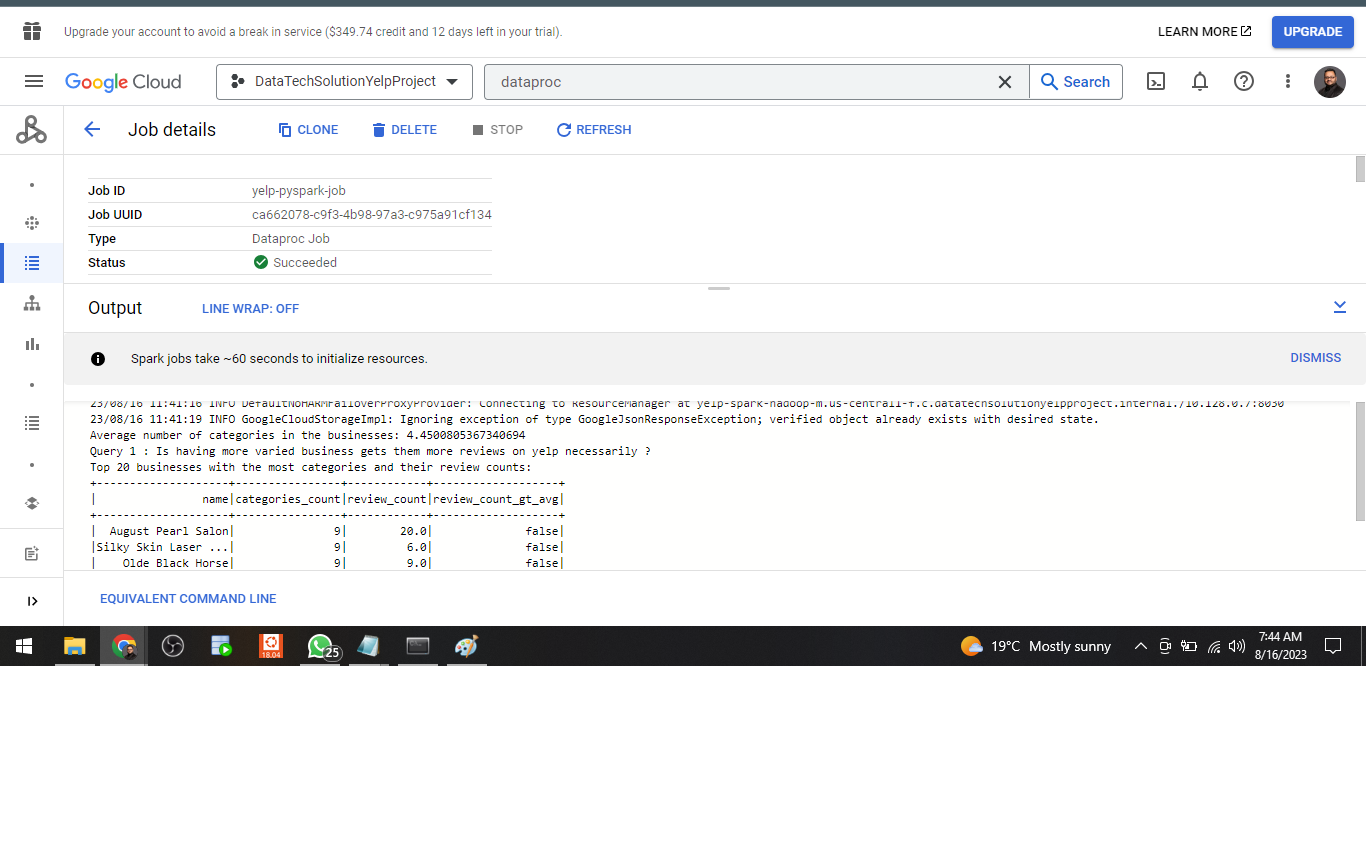 Upgrade your account to avoid a break in service ($349.74 credit and 12 days left in your trial).
LEARN MORE
UPGRADE
Google Cloud
DataTechSolutionYelpProject
dataproc
Search
Job details
CLONE
DELETE
STOP
REFRESH
Job ID yelp-pyspark-job
Job UUID ca662078-c9f3-4b98-97a3-c975a91cf134
Type Dataproc Job
Status Succeeded
Output
LINE WRAP: OFF
Spark jobs take ~60 seconds to initialize resources.
DISMISS
23/08/16 11:41:16 INFO DefaultNoHARMFailoverProxyProvider: Connecting to ResourceManager at yelp-spark-hadoop-m.us-central1-f.c.datatechsolutionyelpproject.internal./10.128.0.7:8050
23/08/16 11:41:19 INFO GoogleCloudStorageImpl: Ignoring exception of type GoogleJsonResponseException; verified object already exists with desired state.
Average number of categories in the businesses: 4.4500805367340694
Query 1 : Is having more varied business gets them more reviews on yelp necessarily ?
Top 20 businesses with the most categories and their review counts:
+--------------------+----------------+------------+-------------------+
| name|categories_count|review_count|review_count_gt_avg|
+--------------------+----------------+------------+-------------------+
| August Pearl Salon| 9| 20.0| false|
|Silky Skin Laser ...| 9| 6.0| false|
| Olde Black Horse| 9| 9.0| false|
EQUIVALENT COMMAND LINE
18.04
25
19°C Mostly sunny
7:44 AM
8/16/2023